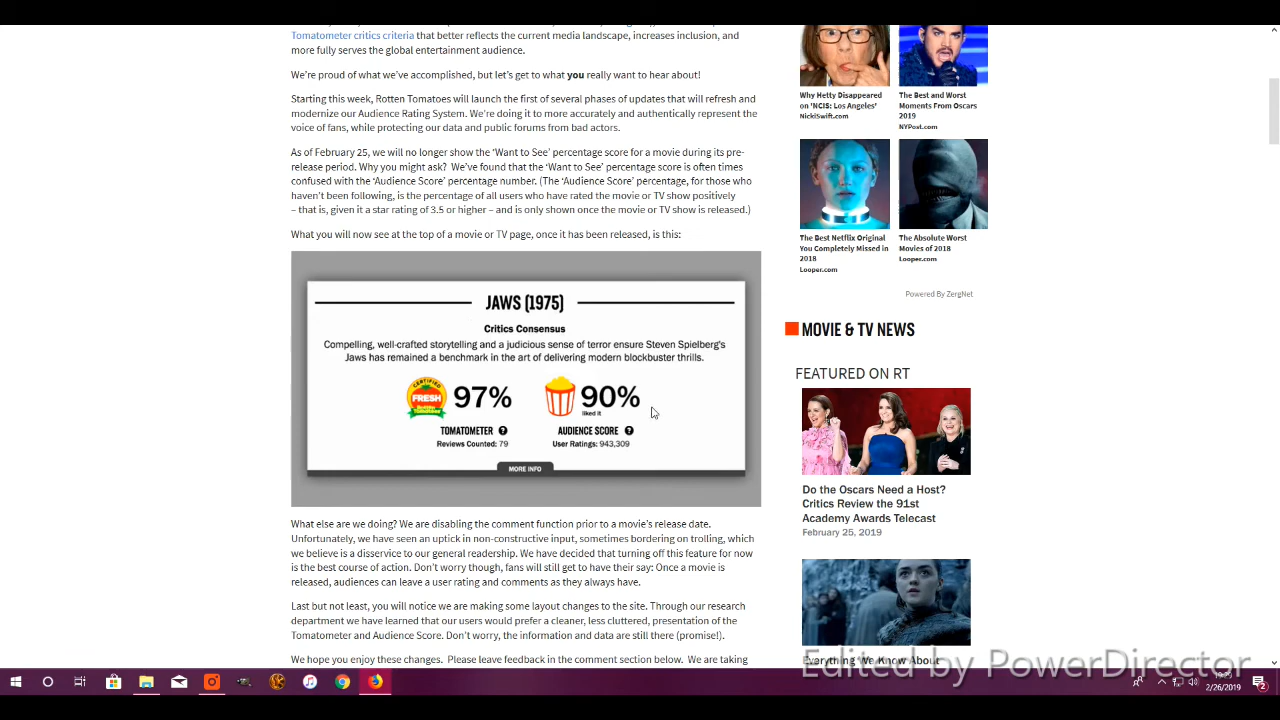 Tomatometer critics criteria that better reflects the current media landscape, increases inclusion, and
more fully serves the global entertainment audience.
We're proud of what we've accomplished, but let's get to what you really want to hear about!
Starting this week, Rotten Tomatoes will launch the first of several phases of updates that will refresh and
modernize our Audience Rating System. We're doing it to more accurately and authentically represent the
voice of fans, while protecting our data and public forums from bad actors.
As of February 25, we will no longer show the 'Want to See' percentage score for a movie during its pre-
release period. Why you might ask? We've found that the 'Want to See' percentage score is often times
confused with the 'Audience Score' percentage number. (The 'Audience Score' percentage, for those who
haven't been following, is the percentage of all users who have rated the movie or TV show positively
– that is, given it a star rating of 3.5 or higher – and is only shown once the movie or TV show is released.)
What you will now see at the top of a movie or TV page, once it has been released, is this:
JAWS (1975)
Critics Consensus
Compelling, well-crafted storytelling and a judicious sense of terror ensure Steven Spielberg's
Jaws has remained a benchmark in the art of delivering modern blockbuster thrills.
CERTIFIED
FRESH
97%
90%
liked it
TOMATOMETER ?
AUDIENCE SCORE ?
Reviews Counted: 79
User Ratings: 943,309
MORE INFO
What else are we doing? We are disabling the comment function prior to a movie's release date.
Unfortunately, we have seen an uptick in non-constructive input, sometimes bordering on trolling, which
we believe is a disservice to our general readership. We have decided that turning off this feature for now
is the best course of action. Don't worry though, fans will still get to have their say: Once a movie is
released, audiences can leave a user rating and comments as they always have.
Last but not least, you will notice we are making some layout changes to the site. Through our research
department we have learned that our users would prefer a cleaner, less cluttered, presentation of the
Tomatometer and Audience Score. Don't worry, the information and data are still there (promise!).
We hope you enjoy these changes. Please leave feedback in the comment section below. We are taking
Why Hetty Disappeared
on 'NCIS: Los Angeles'
NickiSwift.com
The Best and Worst
Moments From Oscars
2019
NYPost.com
The Best Netflix Original
You Completely Missed in
2018
Looper.com
The Absolute Worst
Movies of 2018
Looper.com
Powered By ZergNet
MOVIE & TV NEWS
FEATURED ON RT
Do the Oscars Need a Host?
Critics Review the 91st
Academy Awards Telecast
February 25, 2019
Everything We Know About
Edited by PowerDirector
2/26/2019
2